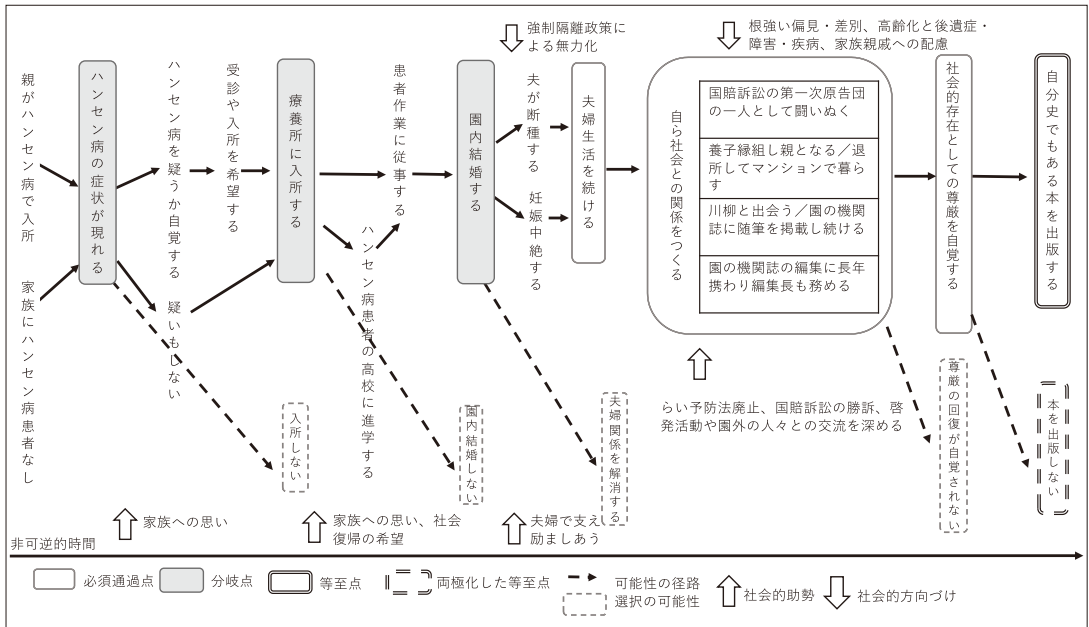 強制隔離政策に
よる無力化
根強い偏見・差別、高齢化と後遺症・
障害・疾病、家族親戚への配慮
親がハンセン病で入所
家族にハンセン病患者なし
ハンセン病の症状が現れる
ハンセン病を疑うか自覚する
疑いもしない
受診や入所を希望する
療養所に入所する
入所しない
患者作業に従事する
ハンセン病患者の高校に進学する
園内結婚する
園内結婚しない
夫が断種する
妊娠中絶する
夫婦生活を続ける
夫婦関係を解消する
自ら社会との関係をつくる
国賠訴訟の第一次原告団
の一人として闘いぬく
養子縁組し親となる／退
所してマンションで暮ら
す
川柳と出会う／園の機関
誌に随筆を掲載し続ける
園の機関誌の編集に長年
携わり編集長も務める
らい予防法廃止、国賠訴訟の勝訴、啓
発活動や園外の人々との交流を深める
社会的存在としての尊厳を自覚する
尊厳の回復が自覚されない
自分史でもある本を出版する
本を出版しない
家族への思い
家族への思い、社会
復帰の希望
夫婦で支え
励ましあう
非可逆的時間
必須通過点
分岐点
等至点
両極化した等至点
可能性の径路
選択の可能性
社会的助勢
社会的方向づけ